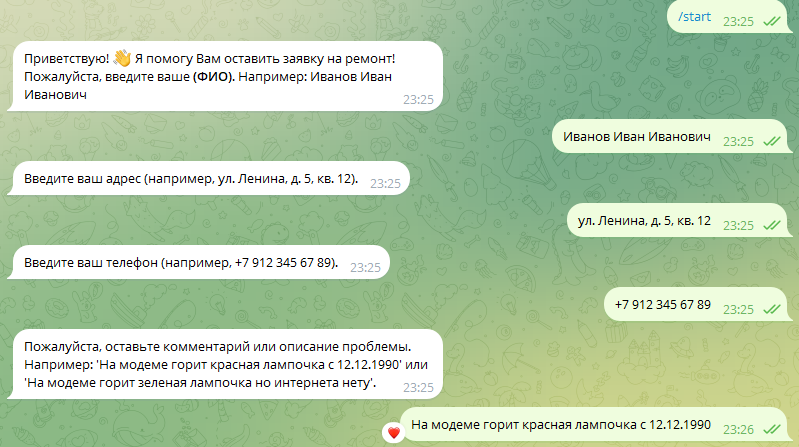 /start 23:25
Приветствую! 👋 Я помогу Вам оставить заявку на ремонт!
Пожалуйста, введите ваше (ФИО). Например: Иванов Иван
Иванович 23:25
Иванов Иван Иванович 23:25
Введите ваш адрес (например, ул. Ленина, д. 5, кв. 12). 23:25
ул. Ленина, д. 5, кв. 12 23:25
Введите ваш телефон (например, +7 912 345 67 89). 23:25
+7 912 345 67 89 23:25
Пожалуйста, оставьте комментарий или описание проблемы.
Например: 'На модеме горит красная лампочка с 12.12.1990' или
'На модеме горит зеленая лампочка но интернета нету'. 23:25
На модеме горит красная лампочка с 12.12.1990 23:26